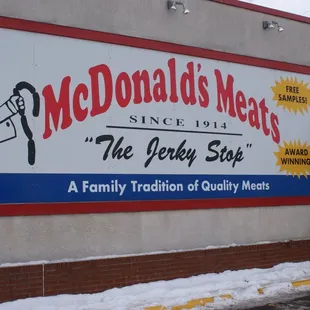 McDonald's Meats
SINCE 1914
"The Jerky Stop"
A Family Tradition of Quality Meats
FREE
SAMPLES!
AWARD
WINNING!